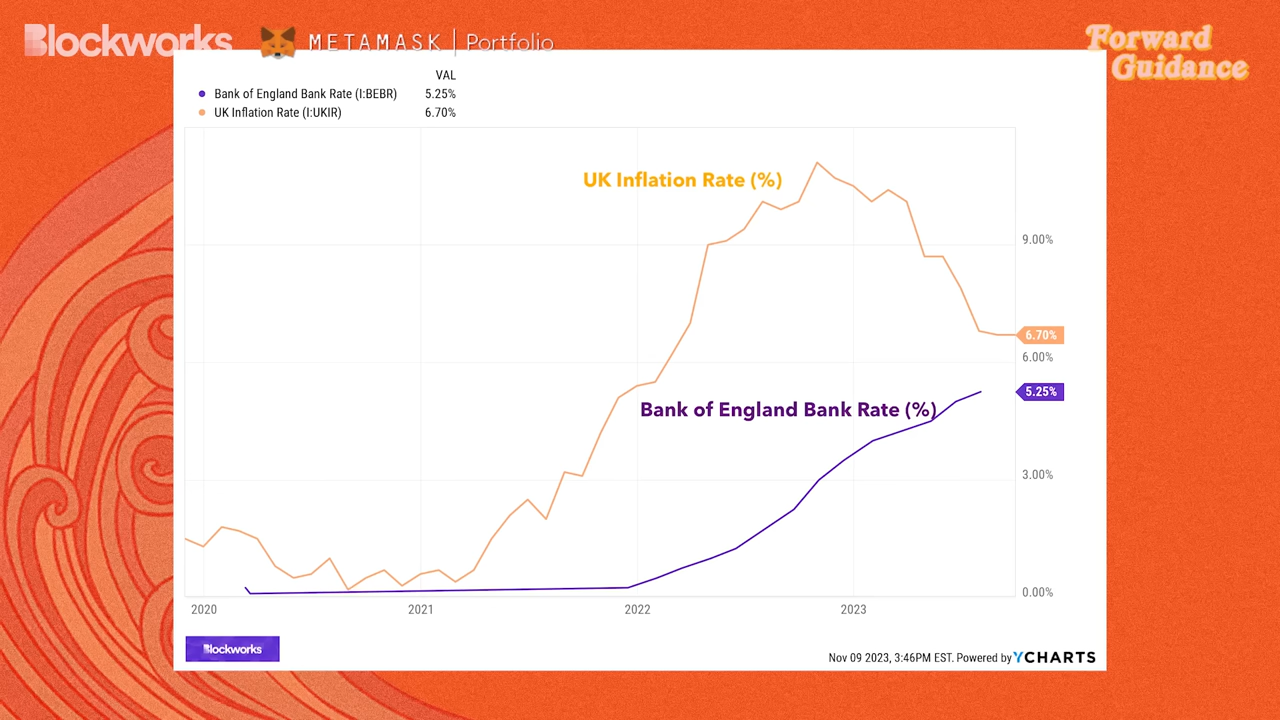 Blockworks
METAMASK | Portfolio
Forward
Guidance
VAL
Bank of England Bank Rate (I:BEBR) 5.25%
UK Inflation Rate (I:UKIR) 6.70%
UK Inflation Rate (%)
9.00%
6.70%
6.00%
5.25%
Bank of England Bank Rate (%)
3.00%
0.00%
2020 2021 2022 2023
Blockworks
Nov 09 2023, 3:46PM EST. Powered by YCHARTS